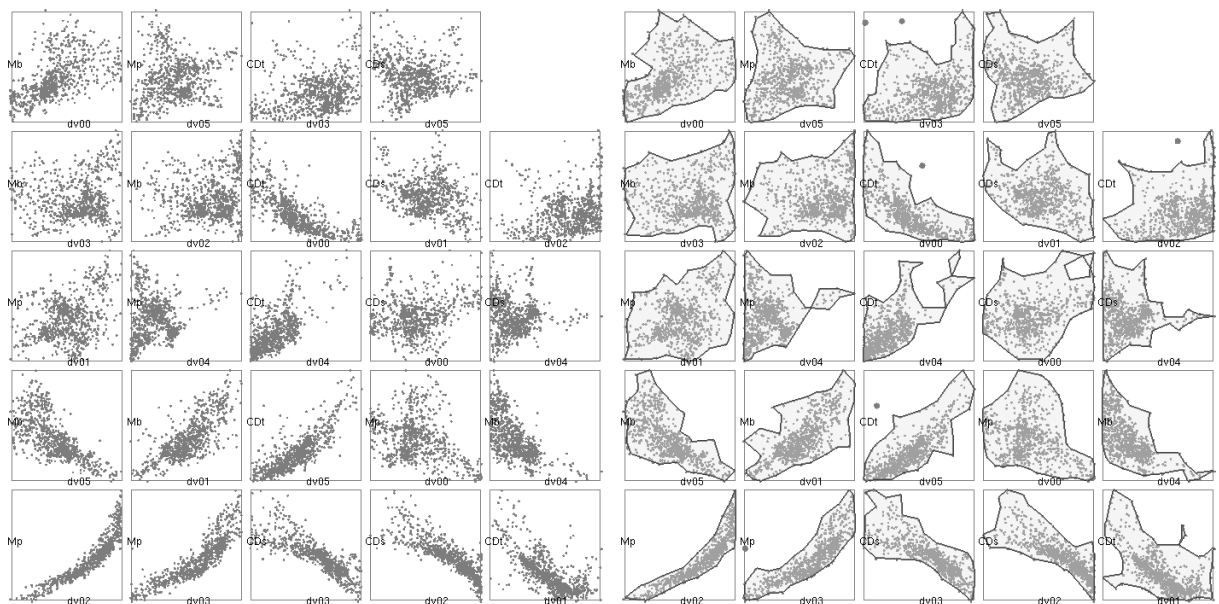 Mb Mp CDt CDs Mb Mp CDt CDs
dv00 dv05 dv03 dv05 dv00 dv05 dv03 dv05
Mb Mb CDt CDs CDt Mb Mb CDt CDs CDt
dv03 dv02 dv00 dv01 dv02 dv03 dv02 dv00 dv01 dv02
Mp Mp CDt CDs CDs Mp Mp CDt CDs CDs
dv01 dv04 dv04 dv00 dv04 dv01 dv04 dv04 dv00 dv04
Mb Mb CDt Mp Mb Mb Mb CDt Mp Mb
dv05 dv01 dv05 dv00 dv04 dv05 dv01 dv05 dv00 dv04
Mp Mp CDs CDs CDt Mp Mp CDs CDs CDt
dv02 dv03 dv03 dv02 dv01 dv02 dv03 dv03 dv02 dv01